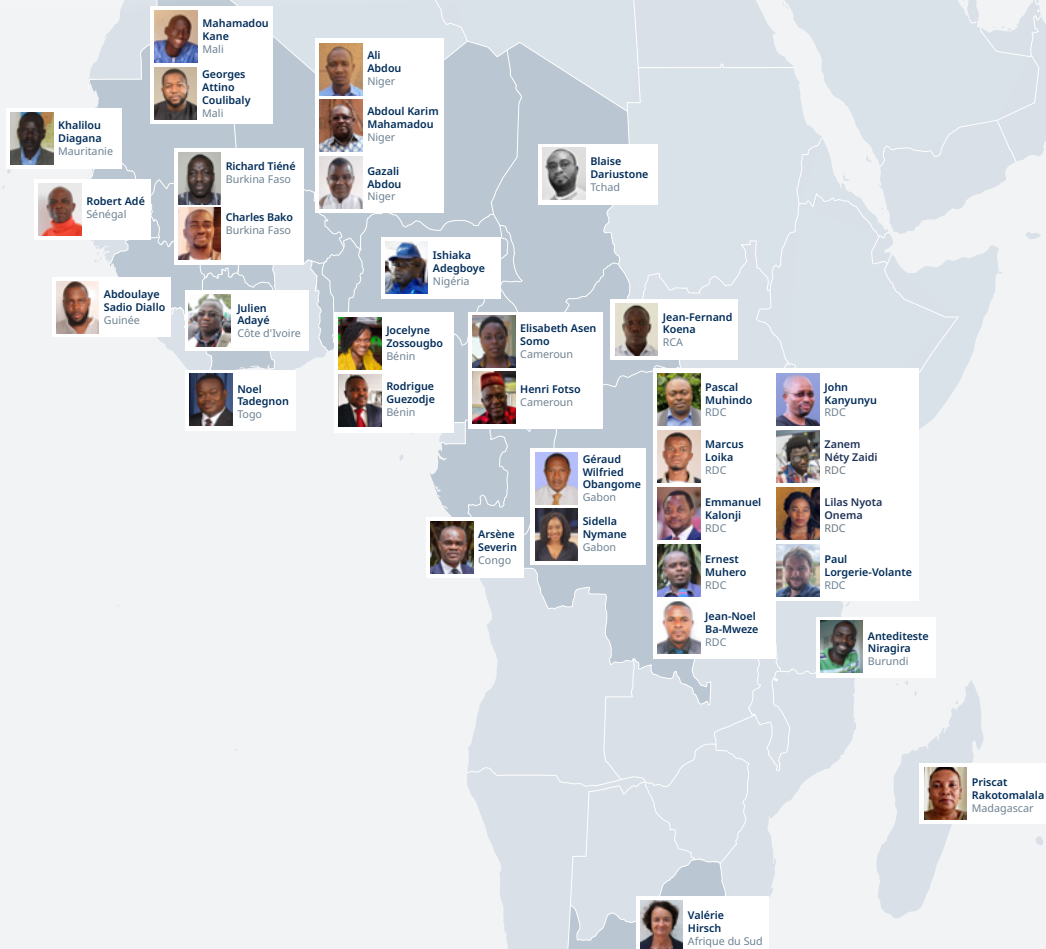 Mahamadou
Kane
Mali
Georges
Attino
Coulibaly
Mali
Ali
Abdou
Niger
Abdoul Karim
Mahamadou
Niger
Gazali
Abdou
Niger
Khalilou
Diagana
Mauritanie
Richard Tiéné
Burkina Faso
Charles Bako
Burkina Faso
Blaise
Dariustone
Tchad
Robert Adé
Sénégal
Ishiaka
Adegboye
Nigéria
Abdoulaye
Sadio Diallo
Guinée
Julien
Adayé
Côte d'Ivoire
Jocelyne
Zossougbo
Bénin
Rodrigue
Guezodje
Bénin
Elisabeth Asen
Somo
Cameroun
Henri Fotso
Cameroun
Jean-Fernand
Koena
RCA
Noel
Tadegnon
Togo
Pascal
Muhindo
RDC
John
Kanyunyu
RDC
Marcus
Loika
RDC
Zanem
Néty Zaidi
RDC
Emmanuel
Kalonji
RDC
Lilas Nyota
Onema
RDC
Ernest
Muhero
RDC
Paul
Lorgerie-Volante
RDC
Jean-Noel
Ba-Mweze
RDC
Géraud
Wilfried
Obangome
Gabon
Sidella
Nymane
Gabon
Arsène
Severin
Congo
Antediteste
Niragira
Burundi
Priscat
Rakotomalala
Madagascar
Valérie
Hirsch
Afrique du Sud